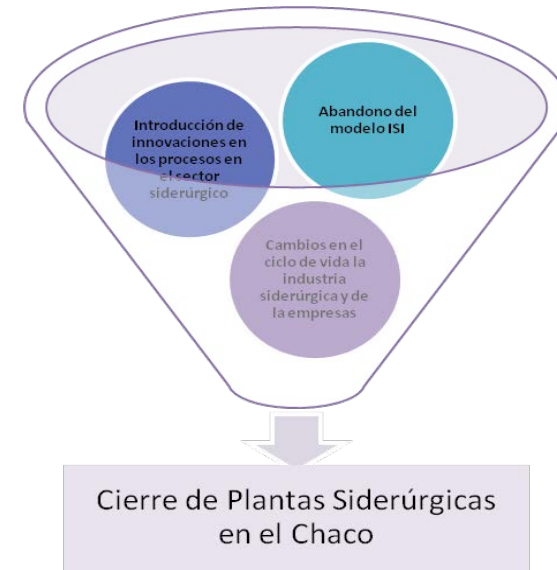 Introducción de
innovaciones en
los procesos en
el sector
siderúrgico
Abandono del
modelo ISI
Cambios en el
ciclo de vida la
industria
siderúrgica y de
la empresas
Cierre de Plantas Siderúrgicas
en el Chaco